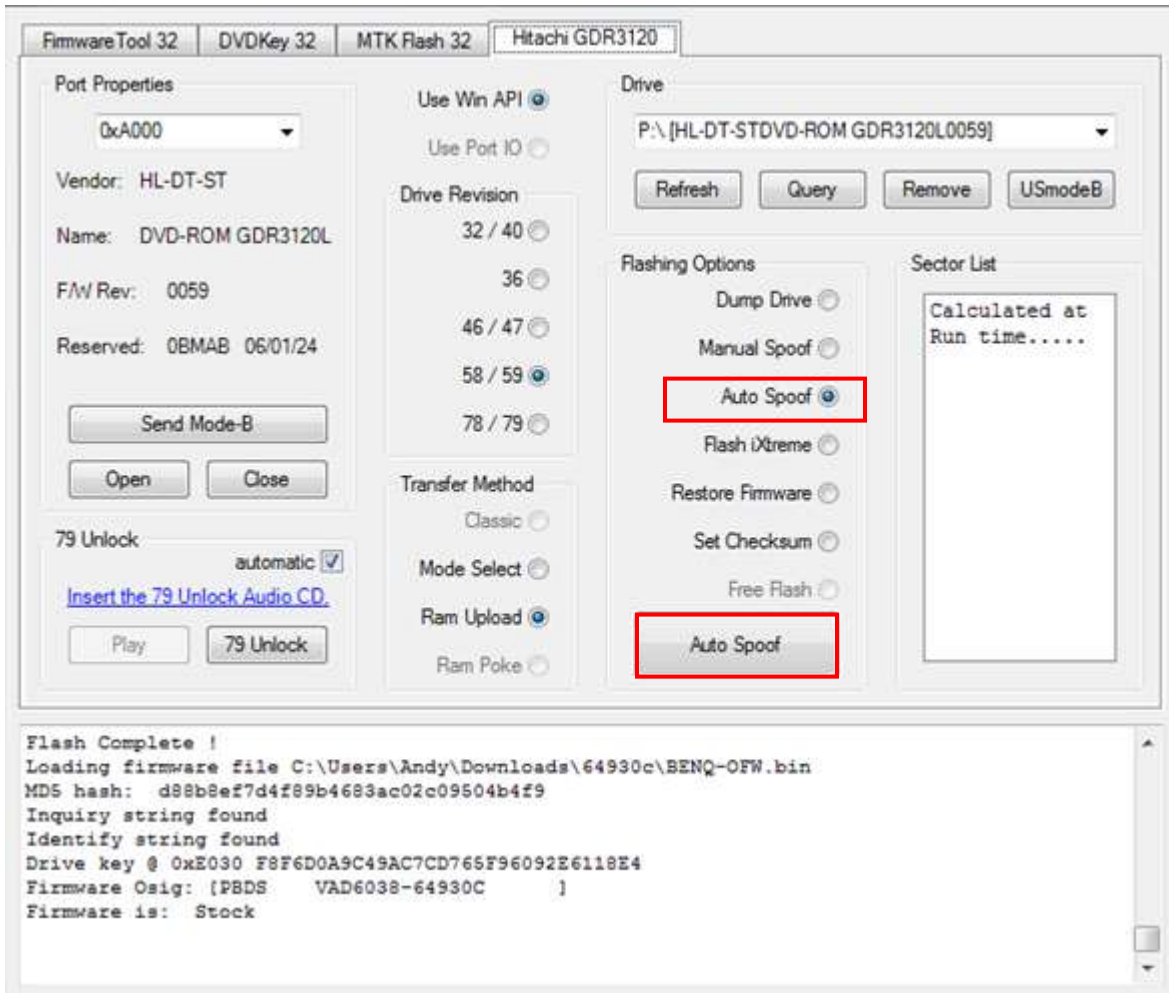 FirmwareTool 32 DVDKey 32 MTK Flash 32 Hitachi GDR3120
Port Properties
0xA000
Vendor: HL-DT-ST
Name: DVD-ROM GDR3120L
F/W Rev: 0059
Reserved: 0BMAB 06/01/24
Send Mode-B
Open Close
79 Unlock
automatic
Insert the 79 Unlock Audio CD.
Play 79 Unlock
Use Win API
Use Port IO
Drive Revision
32 / 40
36
46 / 47
58 / 59
78 / 79
Transfer Method
Classic
Mode Select
Ram Upload
Ram Poke
Drive
P:\ [HL-DT-STDVD-ROM GDR3120L0059]
Refresh Query Remove USmodeB
Flashing Options
Dump Drive
Manual Spoof
Auto Spoof
Flash iXtreme
Restore Firmware
Set Checksum
Free Flash
Auto Spoof
Sector List
Calculated at
Run time.....
Flash Complete !
Loading firmware file C:\Users\Andy\Downloads\64930c\BENQ-OFW.bin
MD5 hash: d88b8ef7d4f89b4683ac02c09504b4f9
Inquiry string found
Identify string found
Drive key @ 0xE030 F8F6D0A9C49AC7CD765F96092E6118E4
Firmware Osig: [PBDS VAD6038-64930C ]
Firmware is: Stock